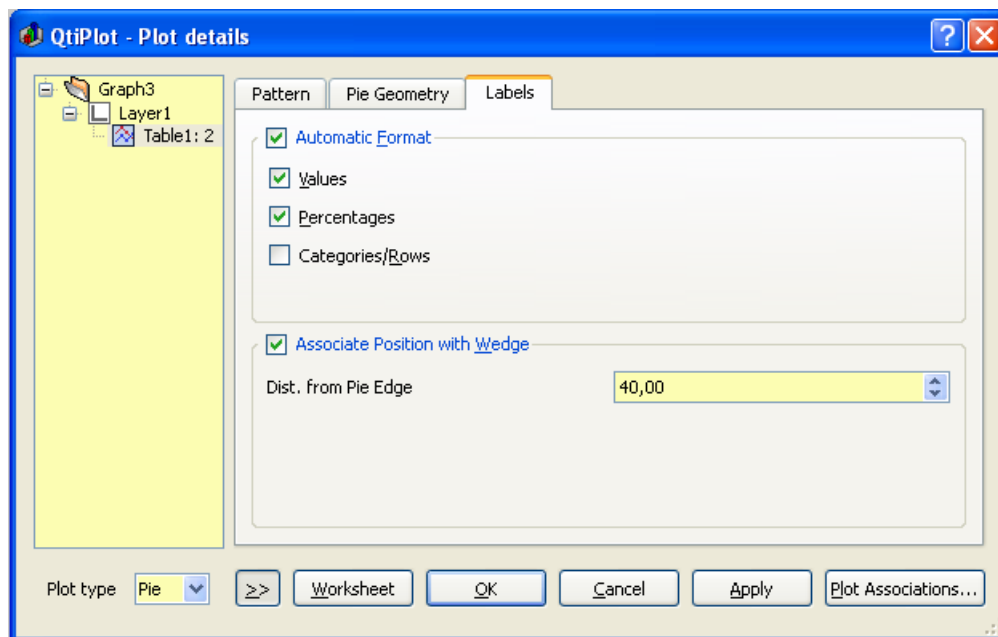 QtiPlot - Plot details
Graph3
Layer1
Table1: 2
Pattern
Pie Geometry
Labels
Automatic Format
Values
Percentages
Categories/Rows
Associate Position with Wedge
Dist. from Pie Edge
40,00
Plot type
Pie
>>
Worksheet
OK
Cancel
Apply
Plot Associations...